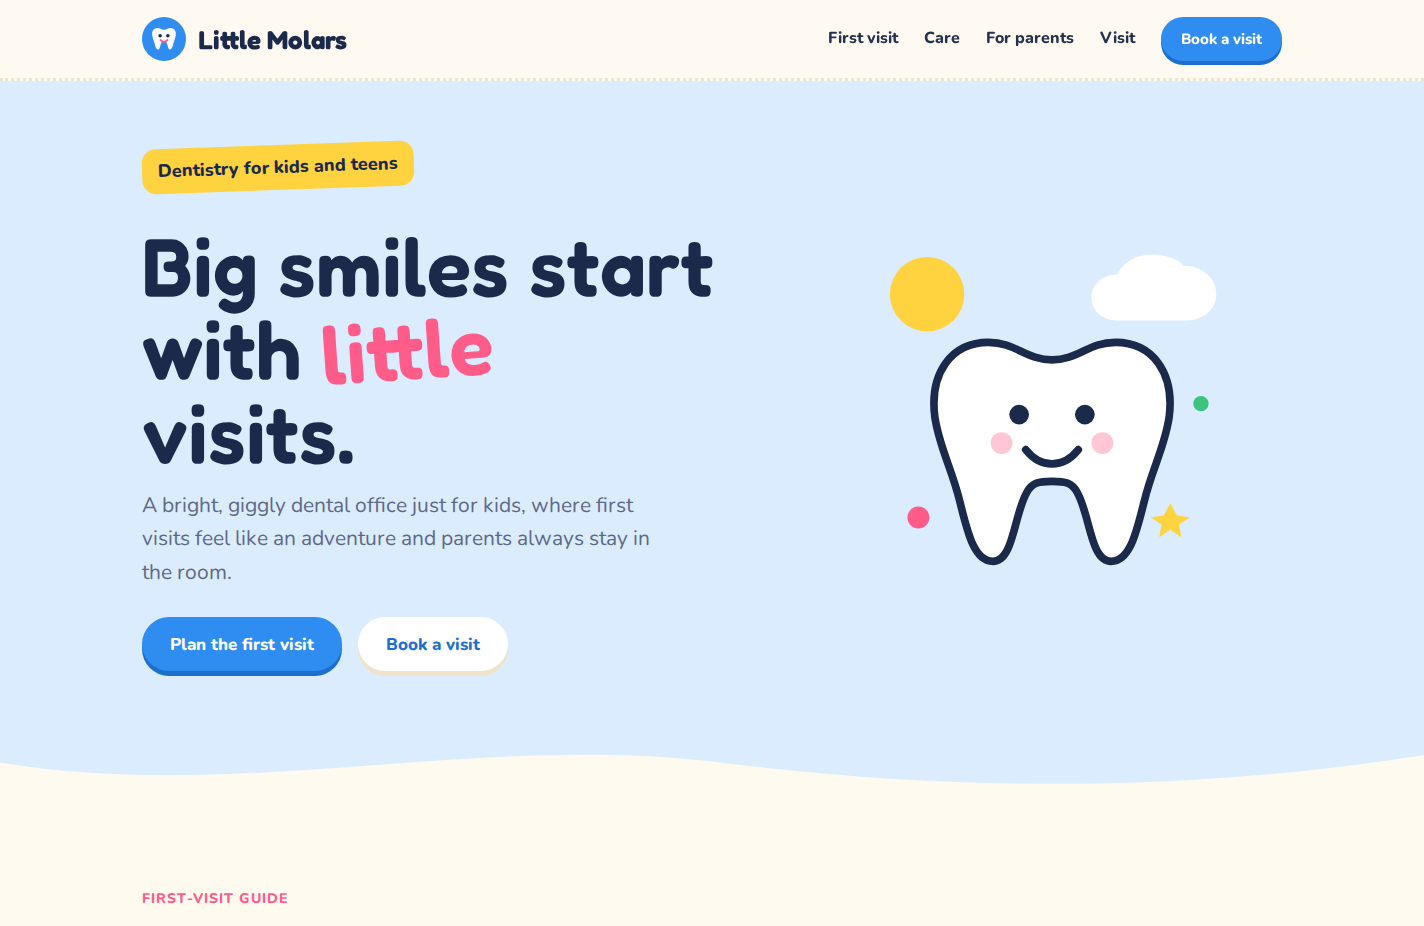 Little Molars
First visit Care For parents Visit Book a visit
Dentistry for kids and teens
Big smiles start
with little
visits.
A bright, giggly dental office just for kids, where first
visits feel like an adventure and parents always stay in
the room.
Plan the first visit Book a visit
FIRST-VISIT GUIDE